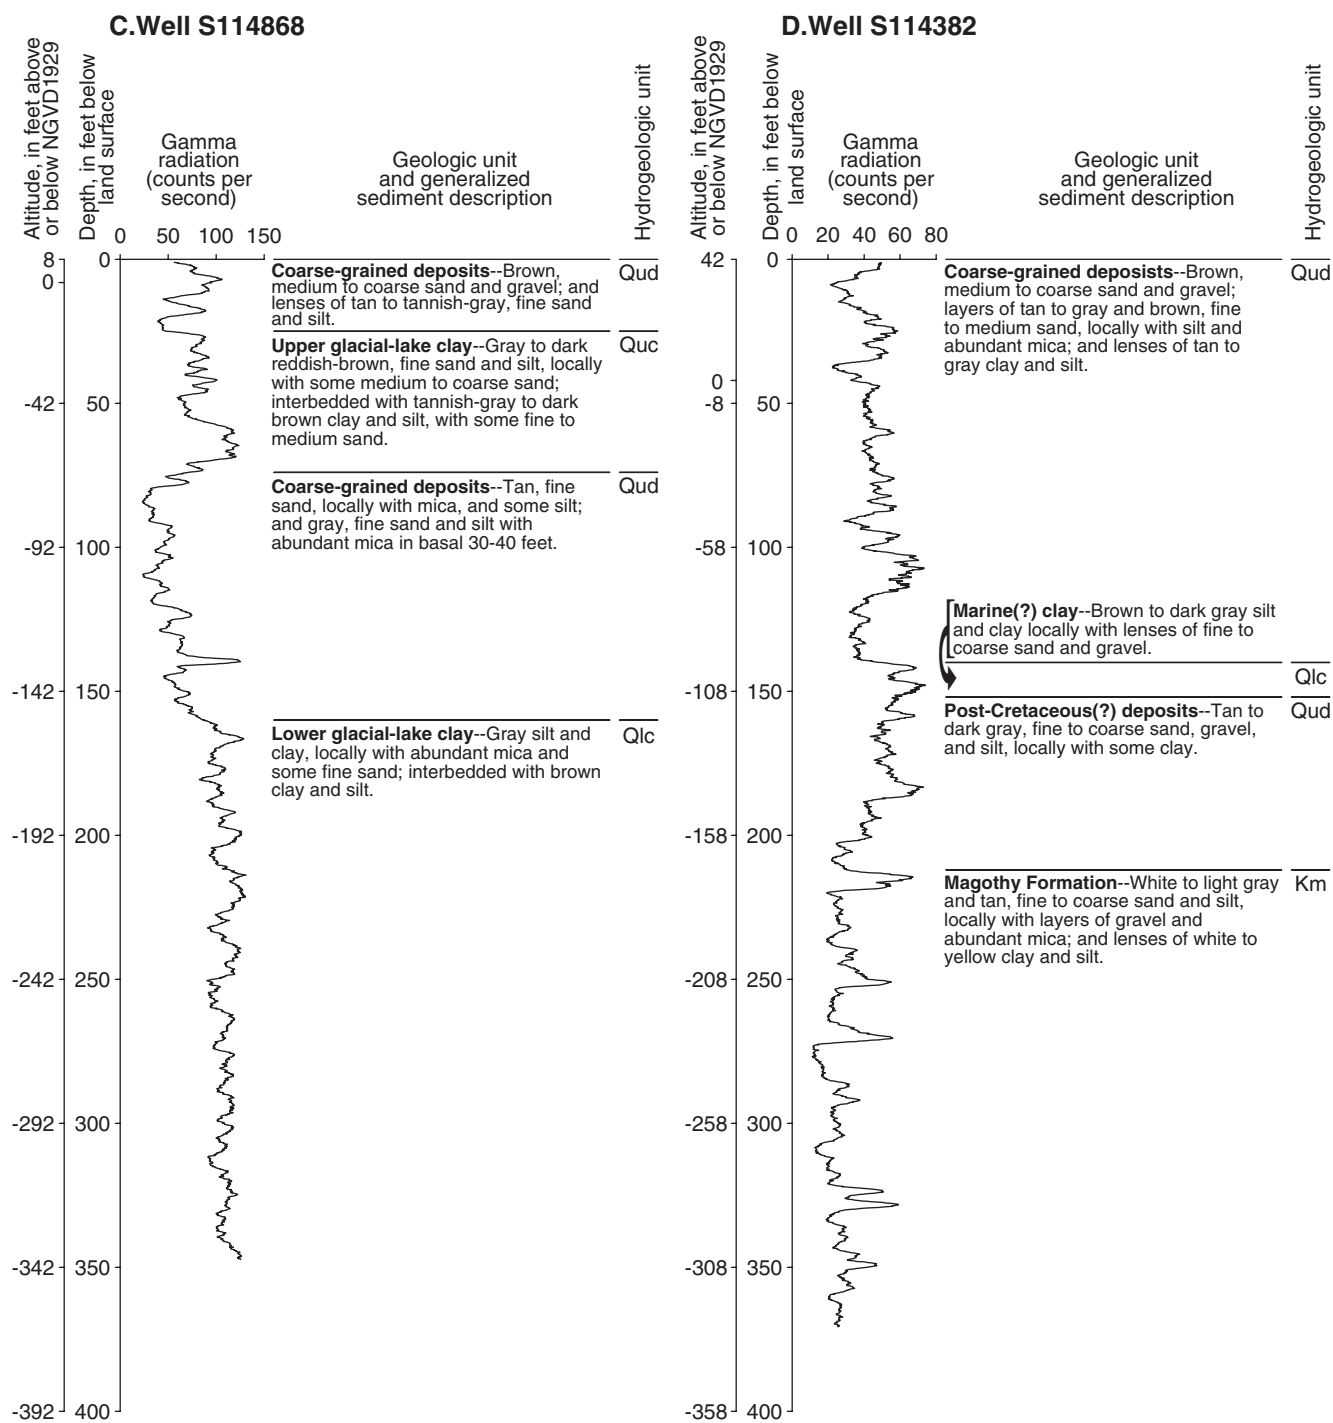 C.Well S114868
Altitude, in feet above
or below NGVD1929
Depth, in feet below
land surface
Gamma
radiation
(counts per
second)
Geologic unit
and generalized
sediment description
Hydrogeologic unit
0 50 100 150
8
0
-42
-92
-142
-192
-242
-292
-342
-392
0
50
100
150
200
250
300
350
400
Coarse-grained deposits--Brown,
medium to coarse sand and gravel; and
lenses of tan to tannish-gray, fine sand
and silt.
Qud
Upper glacial-lake clay--Gray to dark
reddish-brown, fine sand and silt, locally
with some medium to coarse sand;
interbedded with tannish-gray to dark
brown clay and silt, with some fine to
medium sand.
Quc
Coarse-grained deposits--Tan, fine
sand, locally with mica, and some silt;
and gray, fine sand and silt with
abundant mica in basal 30-40 feet.
Qud
Lower glacial-lake clay--Gray silt and
clay, locally with abundant mica and
some fine sand; interbedded with brown
clay and silt.
Qlc
D.Well S114382
Altitude, in feet above
or below NGVD1929
Depth, in feet below
land surface
Gamma
radiation
(counts per
second)
Geologic unit
and generalized
sediment description
Hydrogeologic unit
0 20 40 60 80
42
0
-8
-58
-108
-158
-208
-258
-308
-358
0
50
100
150
200
250
300
350
400
Coarse-grained deposists--Brown,
medium to coarse sand and gravel;
layers of tan to gray and brown, fine
to medium sand, locally with silt and
abundant mica; and lenses of tan to
gray clay and silt.
Qud
Marine(?) clay--Brown to dark gray silt
and clay locally with lenses of fine to
coarse sand and gravel.
Qlc
Post-Cretaceous(?) deposits--Tan to
dark gray, fine to coarse sand, gravel,
and silt, locally with some clay.
Qud
Magothy Formation--White to light gray
and tan, fine to coarse sand and silt,
locally with layers of gravel and
abundant mica; and lenses of white to
yellow clay and silt.
Km